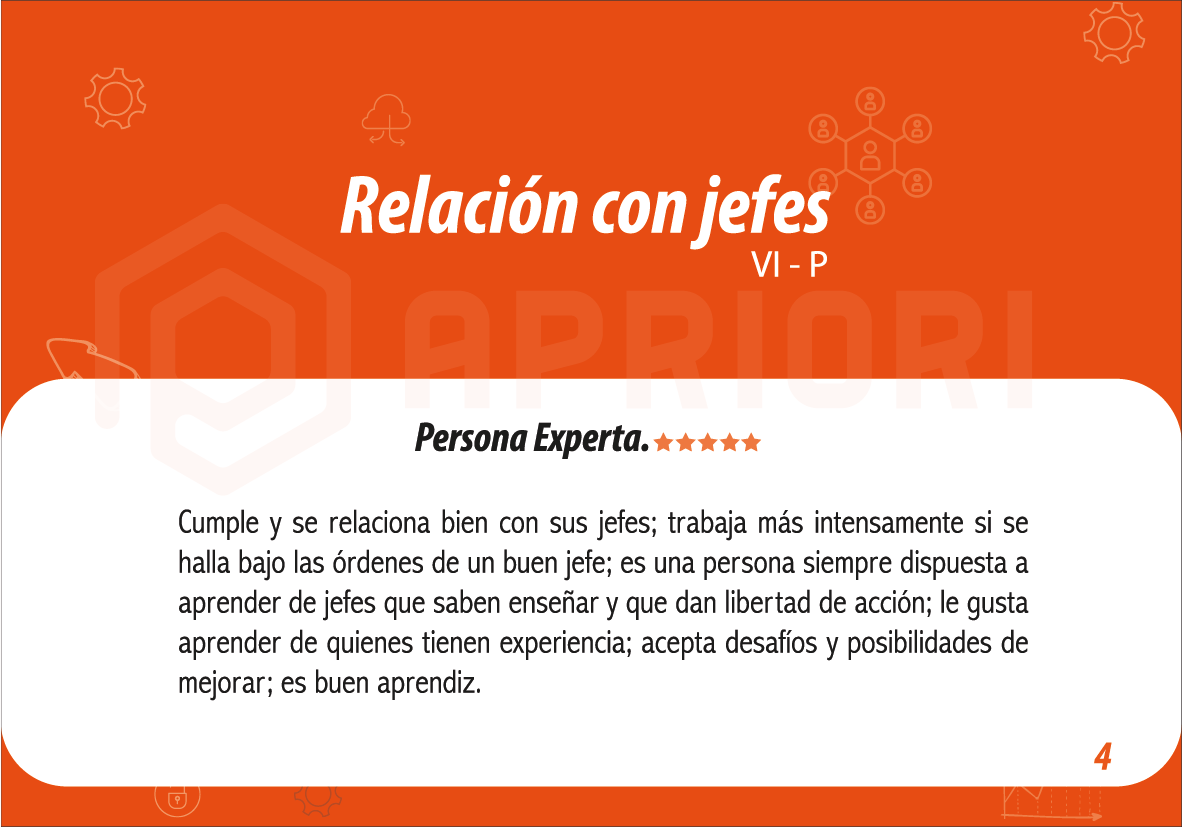 Relación con jefes
VI - P
APRIORI
Persona Experta.
Cumple y se relaciona bien con sus jefes; trabaja más intensamente si se
halla bajo las órdenes de un buen jefe; es una persona siempre dispuesta a
aprender de jefes que saben enseñar y que dan libertad de acción; le gusta
aprender de quienes tienen experiencia; acepta desafíos y posibilidades de
mejorar; es buen aprendiz.
4